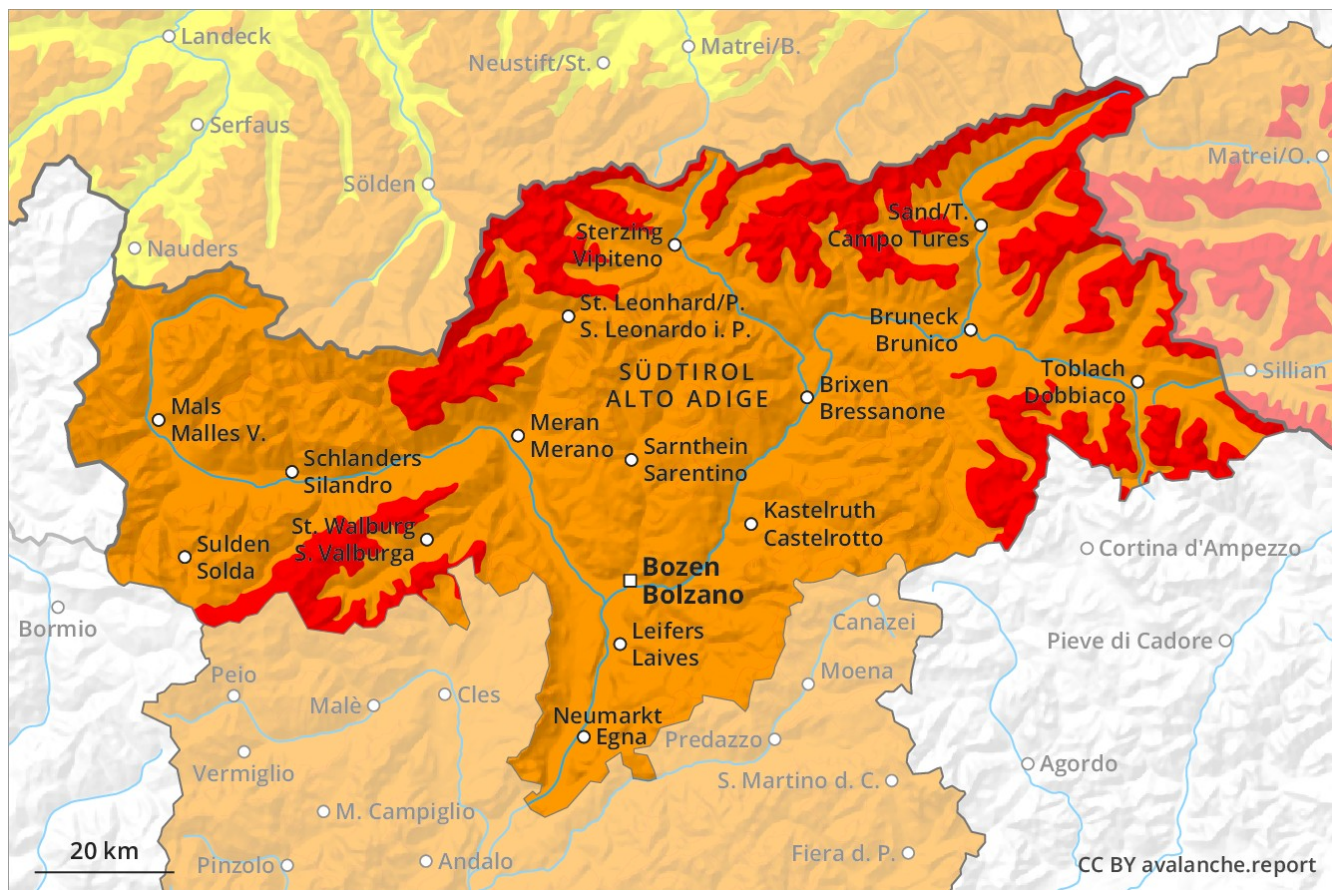 Landeck
Matrei/B.
Neustift/St.
Serfaus
Matrei/O.
Sölden
Sand/T.
Campo Tures
Sterzing
Vipiteno
Nauders
St. Leonhard/P.
S. Leonardo i. P.
Bruneck
Brunico
SÜDTIROL
ALTO ADIGE
Toblach
Dobbiaco
Sillian
Brixen
Bressanone
Mals
Malles V.
Meran
Merano
Sarnthein
Sarentino
Schlanders
Silandro
Kastelruth
Castelrotto
St. Walburg
S. Valburga
Sulden
Solda
Cortina d'Ampezzo
Bozen
Bolzano
Bormio
Canazei
Leifers
Laives
Pieve di Cadore
Peio
Moena
Malè
Cles
Neumarkt
Egna
Predazzo
Vermiglio
Agordo
S. Martino d. C.
M. Campiglio
20 km
Pinzolo
Andalo
Fiera d. P.
CC BY avalanche.report